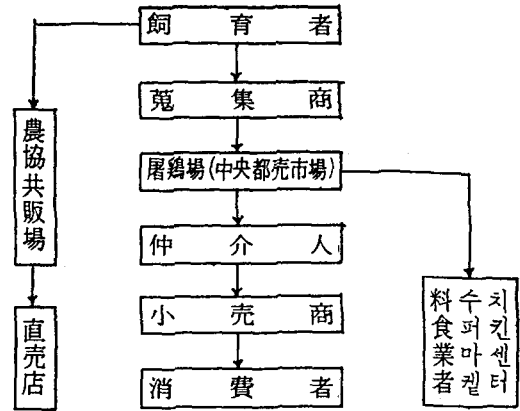 飼育者
蒐集商
屠鷄場(中央都売市場)
仲介人
小売商
消費者
農協共販場
直売店
치킨센터
수퍼마켙
料食業者